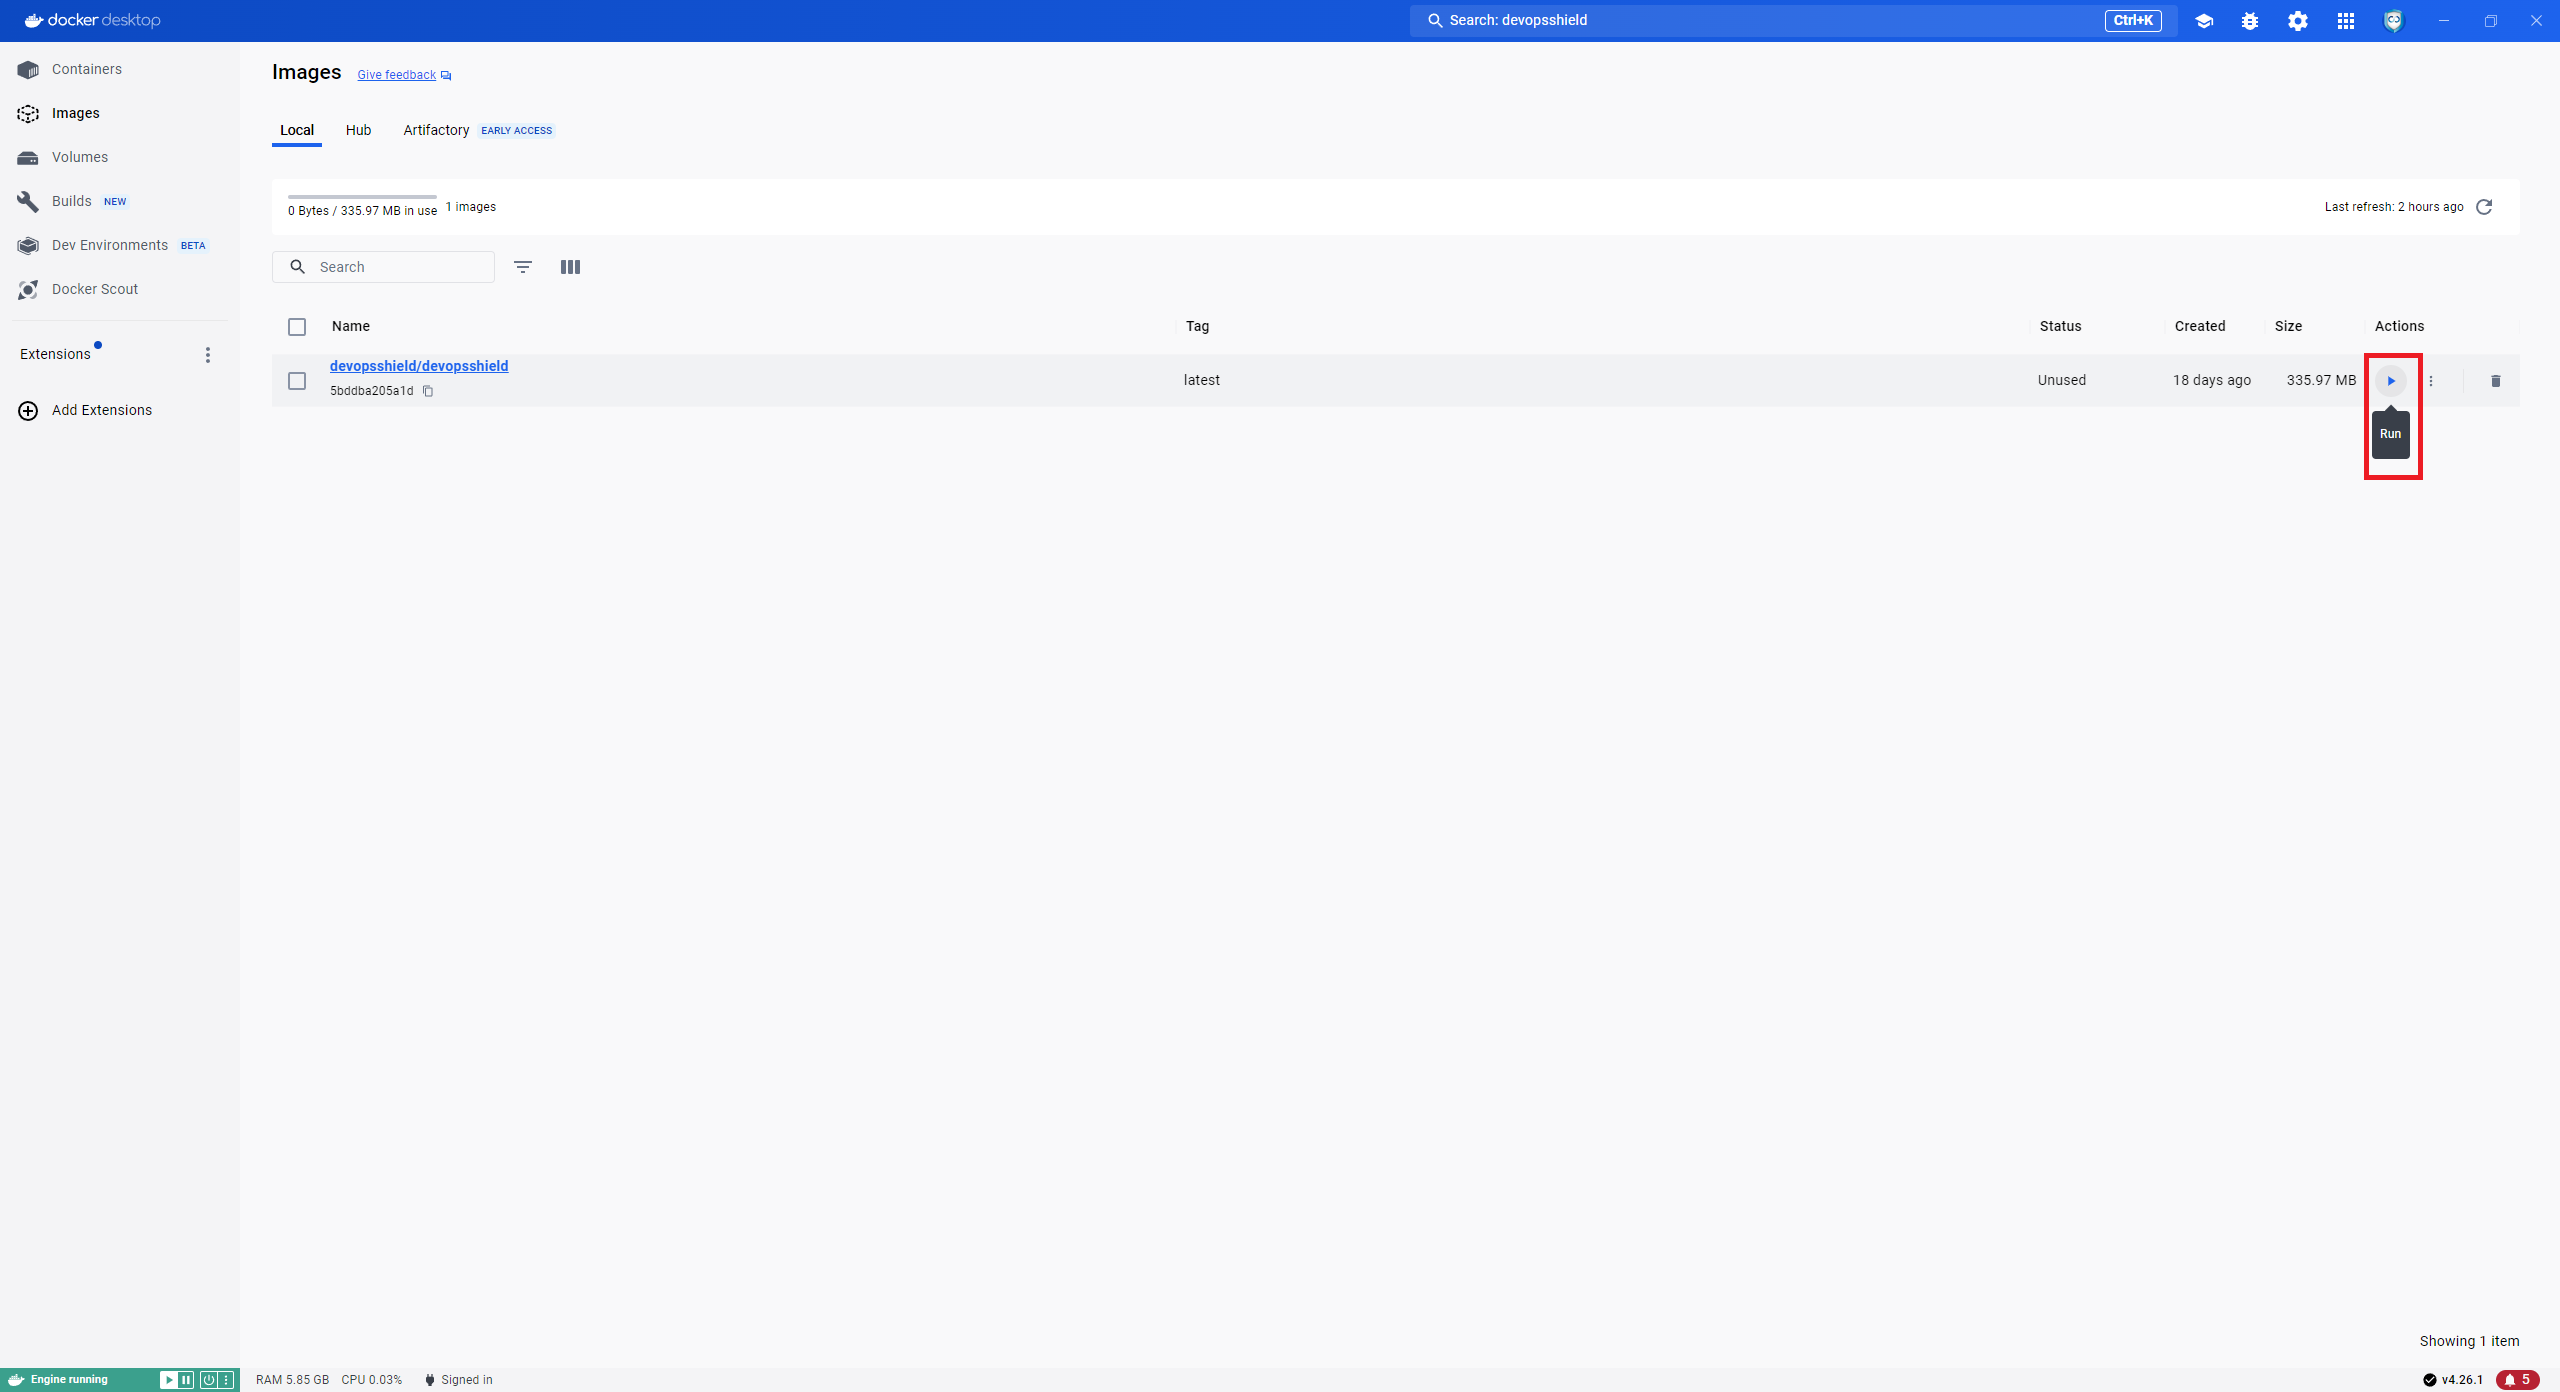 docker desktop
Search: devopsshield
Ctrl+K
Containers
Images
Volumes
Builds NEW
Dev Environments BETA
Docker Scout
Extensions
Add Extensions
Images Give feedback
Local Hub Artifactory EARLY ACCESS
0 Bytes / 335.97 MB in use 1 images
Last refresh: 2 hours ago
Search
Name Tag Status Created Size Actions
devopsshield/devopsshield
5bddba205a1d
latest Unused 18 days ago 335.97 MB
Run
Showing 1 item
Engine running
RAM 5.85 GB CPU 0.03% Signed in
v4.26.1
5